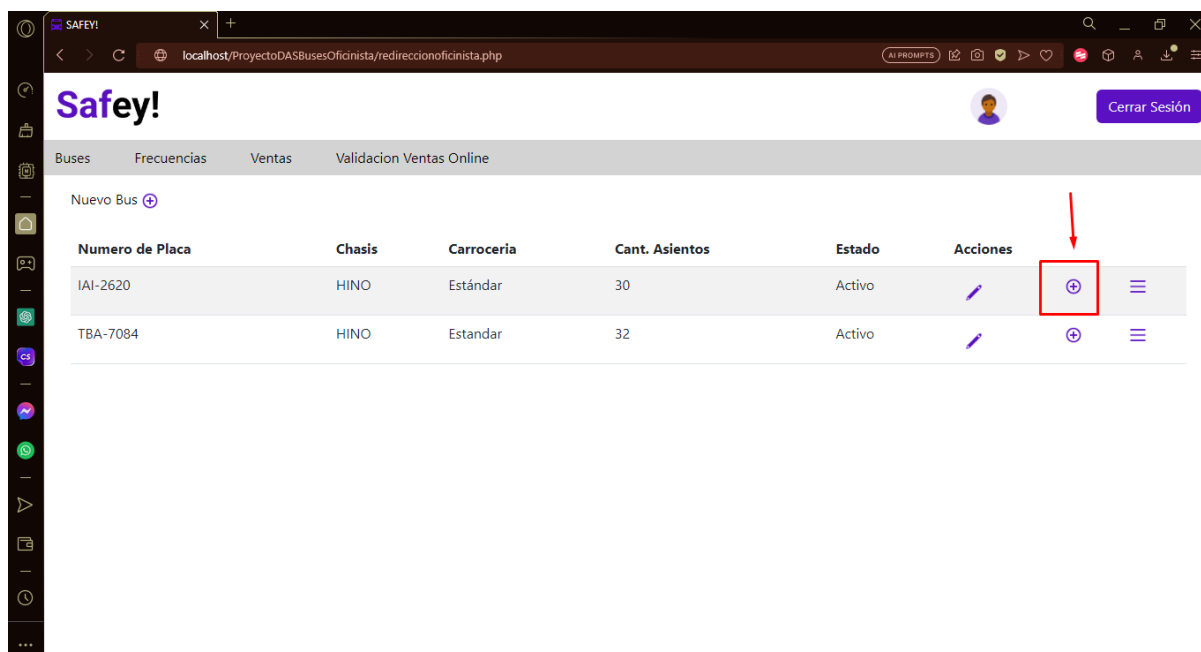 SAFEY!
localhost/ProyectoDASBusesOficinista/redireccionoficinista.php
AI PROMPTS
Safey!
Cerrar Sesión
Buses Frecuencias Ventas Validacion Ventas Online
Nuevo Bus
Numero de Placa Chasis Carroceria Cant. Asientos Estado Acciones
IAI-2620 HINO Estándar 30 Activo
TBA-7084 HINO Estandar 32 Activo
CS